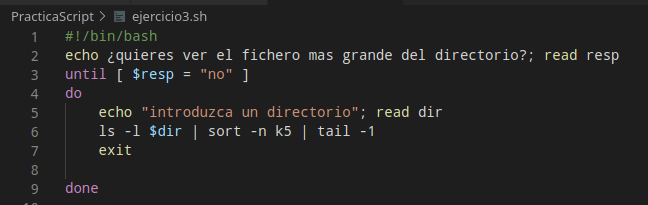 PracticaScript > ejercicio3.sh
1 #!/bin/bash
2 echo ¿quieres ver el fichero mas grande del directorio?; read resp
3 until [ $resp = "no" ]
4 do
5 echo "introduzca un directorio"; read dir
6 ls -l $dir | sort -n k5 | tail -1
7 exit
8
9 done